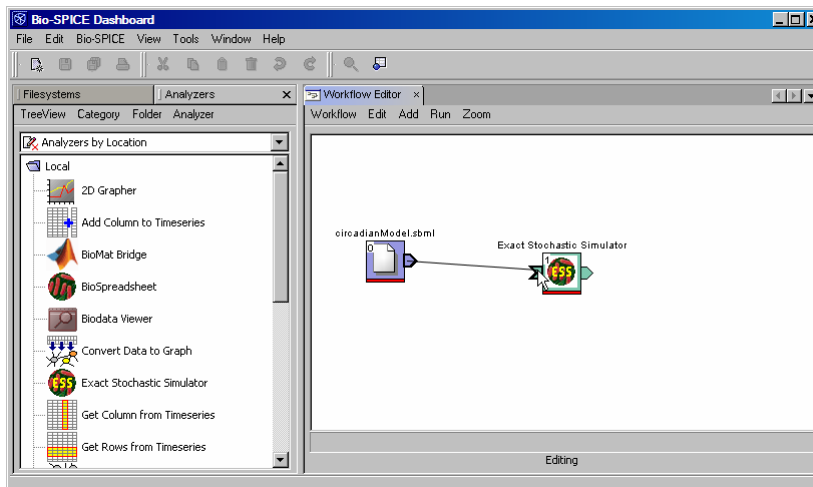 Bio-SPICE Dashboard
File Edit Bio-SPICE View Tools Window Help
Filesystems Analyzers
TreeView Category Folder Analyzer
Analyzers by Location
Local
2D Grapher
Add Column to Timeseries
BioMat Bridge
BioSpreadsheet
Biodata Viewer
Convert Data to Graph
ESS Exact Stochastic Simulator
Get Column from Timeseries
Get Rows from Timeseries
Workflow Editor
Workflow Edit Add Run Zoom
circadianModel.sbml
0
Exact Stochastic Simulator
1
ESS
Editing